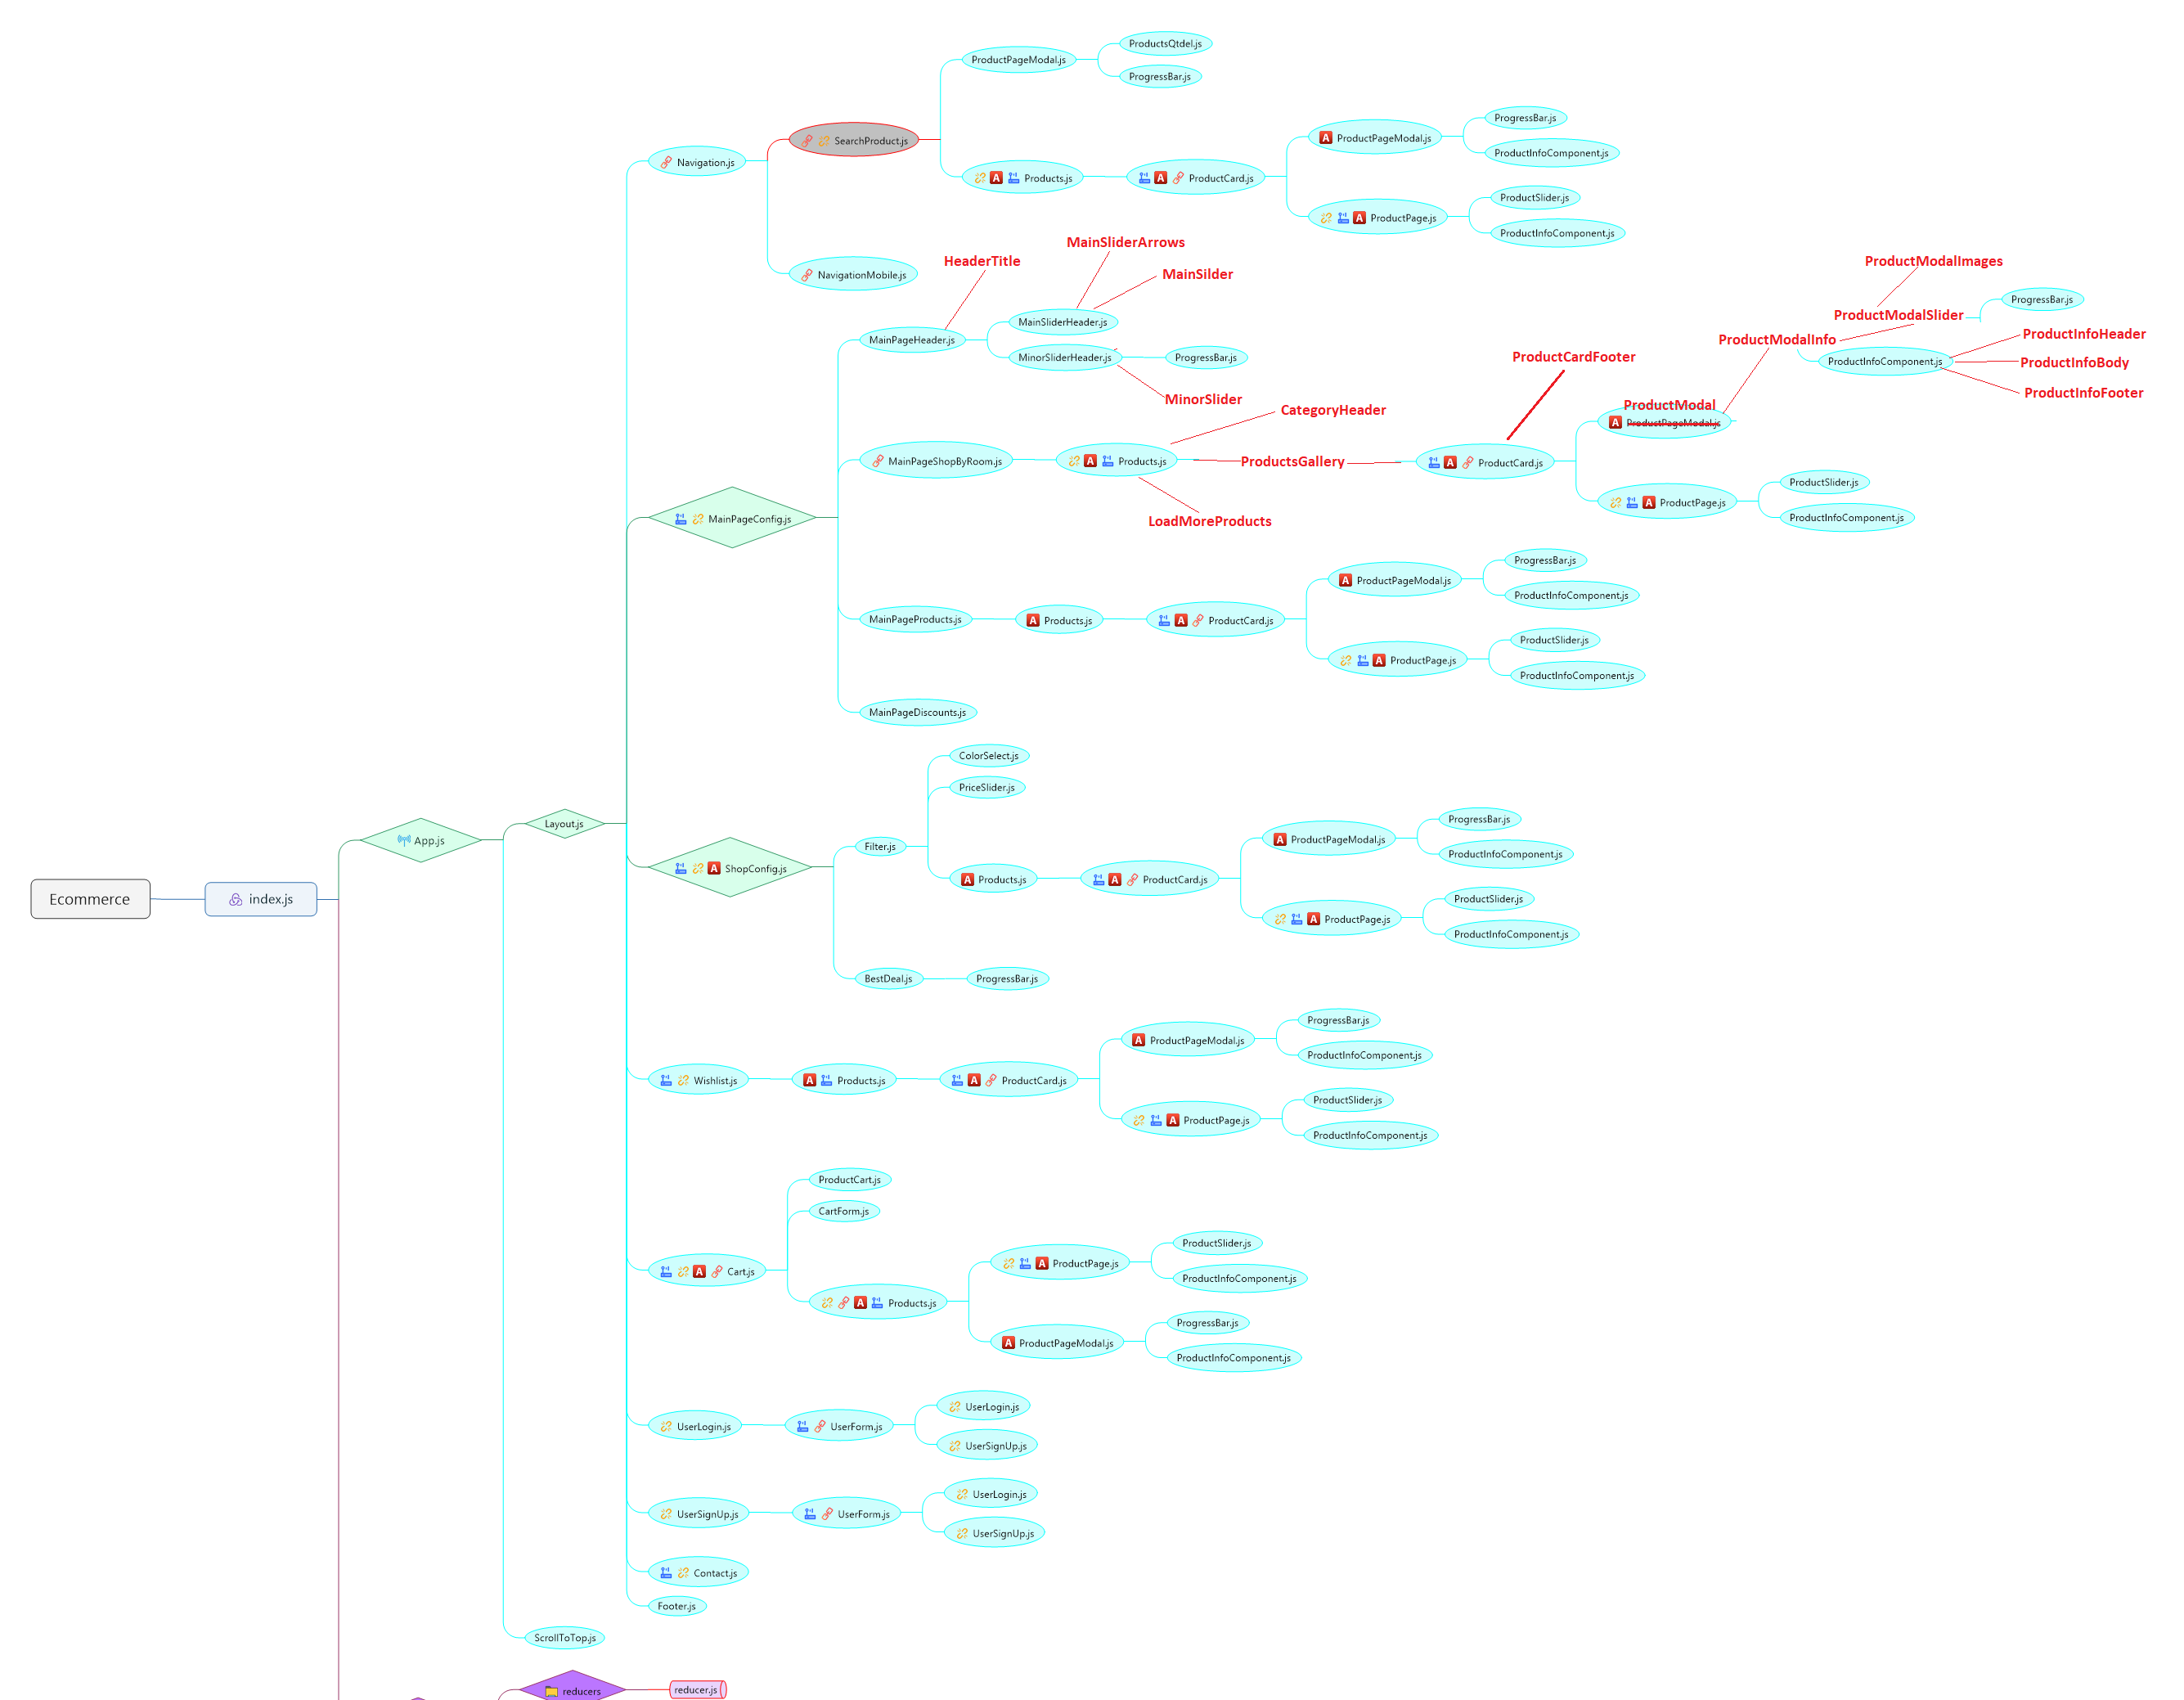 ProductsQtdel.js
ProductPageModal.js
ProgressBar.js
SearchProduct.js
ProgressBar.js
A ProductPageModal.js
ProductInfoComponent.js
Navigation.js
A Products.js
A ProductCard.js
ProductSlider.js
A ProductPage.js
ProductInfoComponent.js
NavigationMobile.js
HeaderTitle
MainSliderArrows
MainSilder
ProductModalImages
ProgressBar.js
ProductModalSlider
MainSliderHeader.js
MainPageHeader.js
MinorSliderHeader.js
ProgressBar.js
MinorSlider
ProductModalInfo
ProductInfoHeader
ProductInfoComponent.js
ProductInfoBody
ProductInfoFooter
ProductCardFooter
CategoryHeader
ProductModal
A ProductPageModal.js
MainPageShopByRoom.js
A Products.js
ProductsGallery
A ProductCard.js
ProductSlider.js
A ProductPage.js
ProductInfoComponent.js
LoadMoreProducts
MainPageConfig.js
ProgressBar.js
A ProductPageModal.js
ProductInfoComponent.js
MainPageProducts.js
A Products.js
A ProductCard.js
ProductSlider.js
A ProductPage.js
ProductInfoComponent.js
MainPageDiscounts.js
ColorSelect.js
PriceSlider.js
Layout.js
App.js
Filter.js
ProgressBar.js
A ProductPageModal.js
ProductInfoComponent.js
A ShopConfig.js
A Products.js
A ProductCard.js
ProductSlider.js
A ProductPage.js
ProductInfoComponent.js
Ecommerce
index.js
BestDeal.js
ProgressBar.js
ProgressBar.js
A ProductPageModal.js
ProductInfoComponent.js
Wishlist.js
A Products.js
A ProductCard.js
ProductSlider.js
A ProductPage.js
ProductInfoComponent.js
ProductCart.js
CartForm.js
ProductSlider.js
A ProductPage.js
ProductInfoComponent.js
A Cart.js
A Products.js
ProgressBar.js
A ProductPageModal.js
ProductInfoComponent.js
UserLogin.js
UserLogin.js
UserForm.js
UserSignUp.js
UserLogin.js
UserSignUp.js
UserForm.js
UserSignUp.js
Contact.js
Footer.js
ScrollToTop.js
reducers
reducer.js